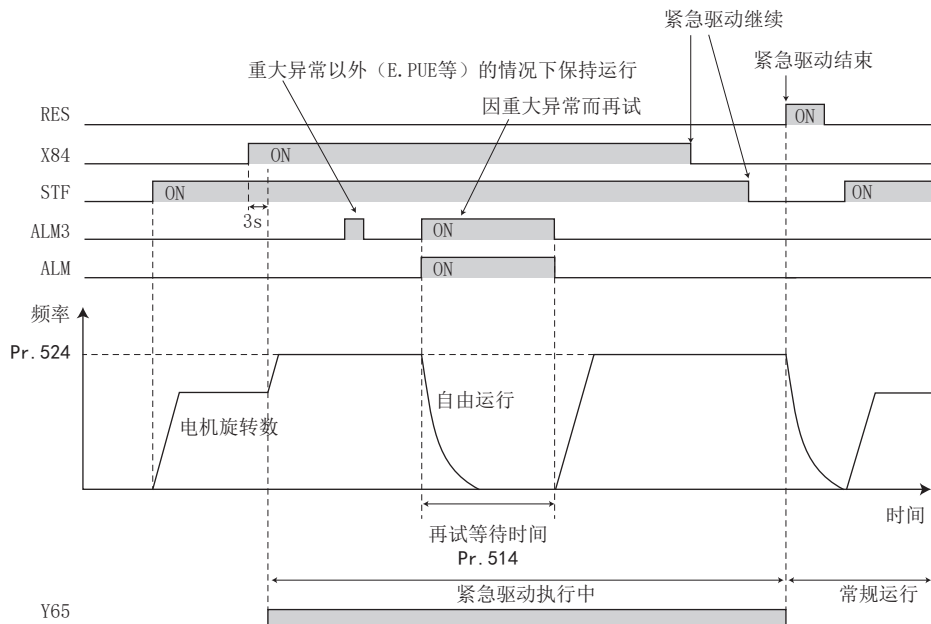 紧急驱动继续
紧急驱动结束
重大异常以外（E.PUE等）的情况下保持运行
因重大异常而再试
RES
ON
X84
ON
STF
ON
ON
3s
ALM3
ON
ALM
ON
频率
Pr.524
自由运行
电机旋转数
时间
再试等待时间
Pr.514
紧急驱动执行中
常规运行
Y65